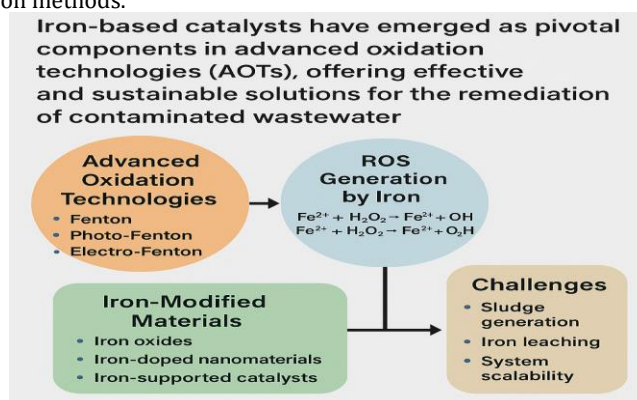 on methods.
Iron-based catalysts have emerged as pivotal
components in advanced oxidation
technologies (AOTs), offering effective
and sustainable solutions for the remediation
of contaminated wastewater
Advanced
Oxidation
Technologies
• Fenton
• Photo-Fenton
• Electro-Fenton
ROS
Generation
by Iron
Fe²⁺ + H₂O₂ → Fe²⁺ + OH
Fe²⁺ + H₂O₂ → Fe²⁺ + O₂H
Iron-Modified
Materials
• Iron oxides
• Iron-doped nanomaterials
• Iron-supported catalysts
Challenges
• Sludge
generation
• Iron leaching
• System
scalability